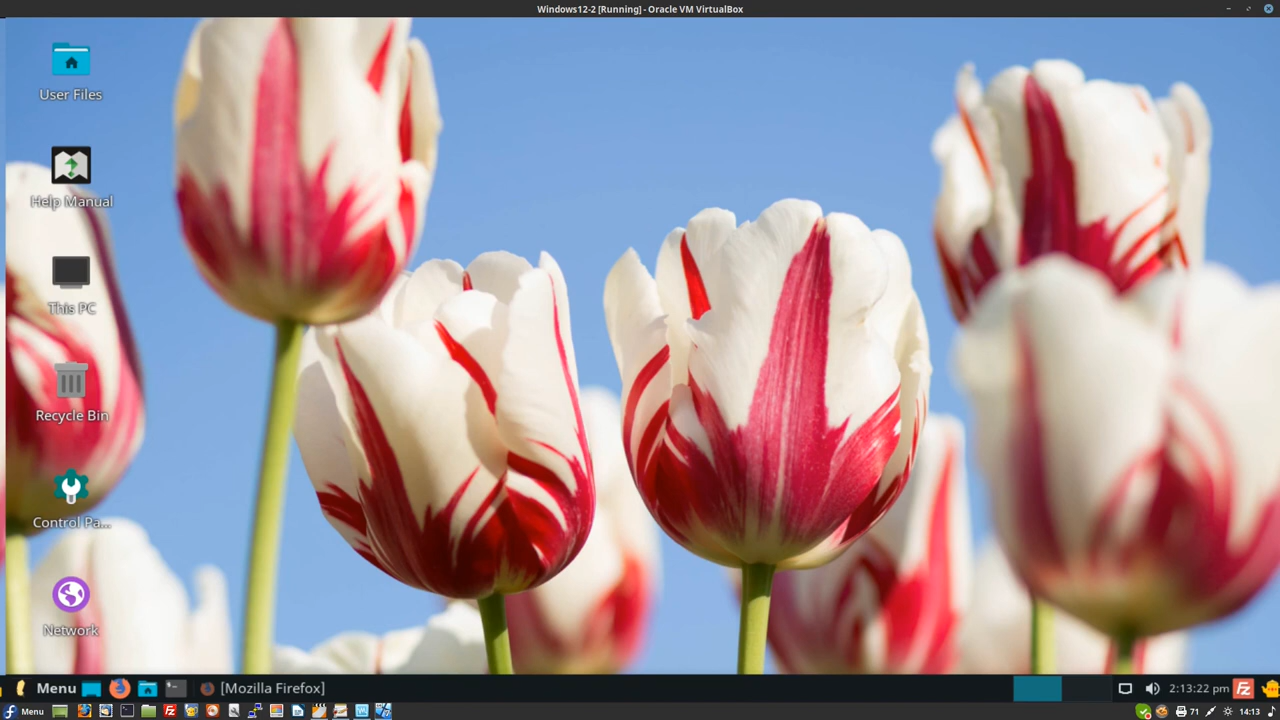 Windows12-2 [Running] - Oracle VM VirtualBox
User Files
Help Manual
This PC
Recycle Bin
Control Pa...
Network
Menu
[Mozilla Firefox]
2:13:22 pm
Menu
71
14:13